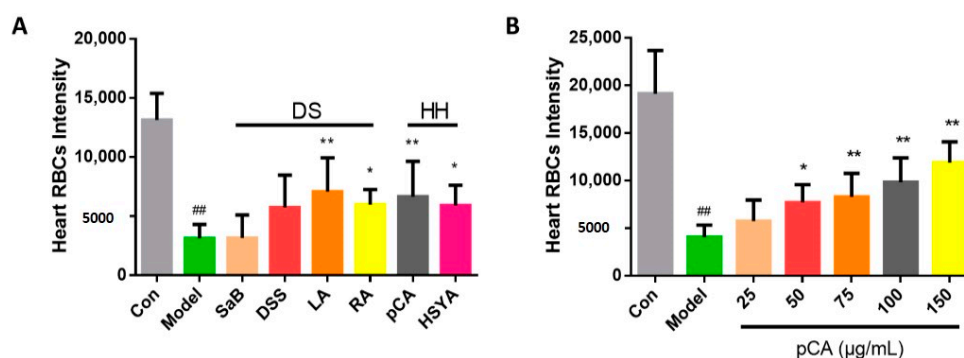 A
Heart RBCs Intensity
20,000
15,000
10,000
5000
0
DS
HH
##
**
*
**
*
Con
Model
SaB
DSS
LA
RA
pCA
HSYA
B
Heart RBCs Intensity
25,000
20,000
15,000
10,000
5000
0
##
*
**
**
**
Con
Model
25
50
75
100
150
pCA (µg/mL)